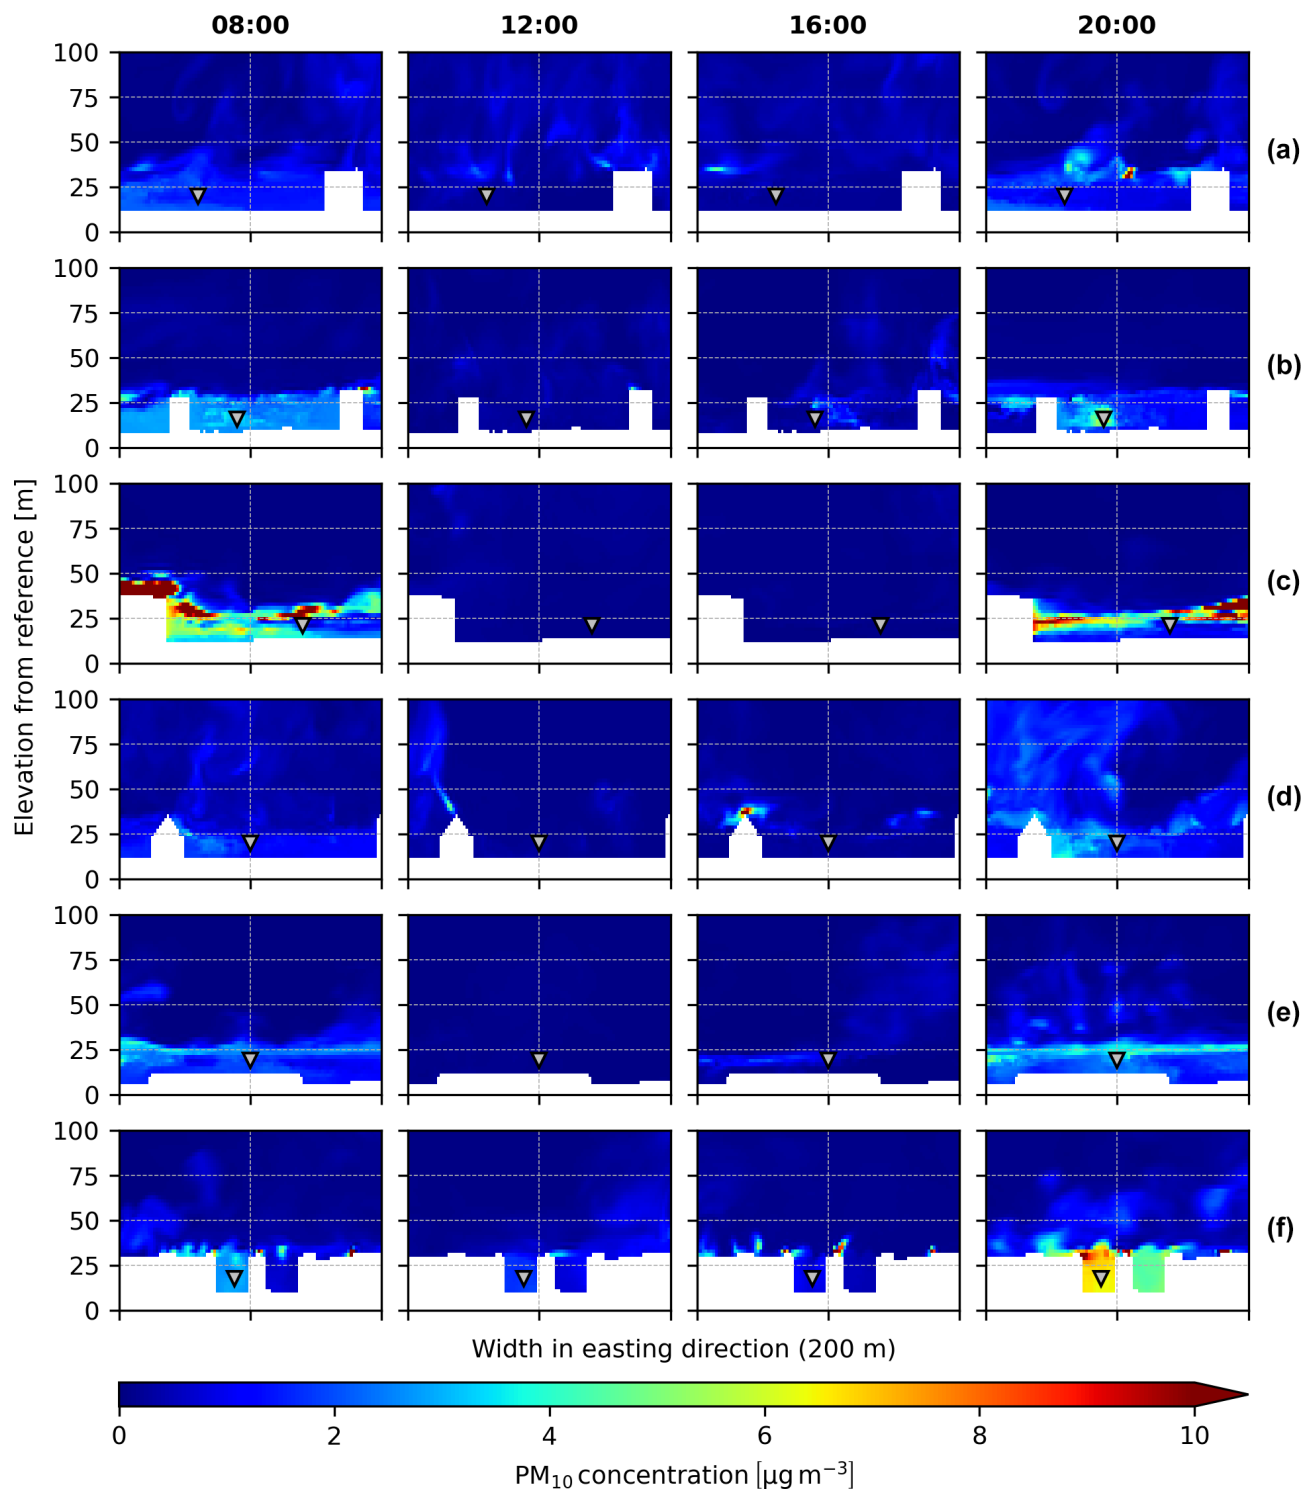 08:00 12:00 16:00 20:00
100
75
50
25
0
(a)
100
75
50
25
0
(b)
100
75
50
25
0
(c)
100
75
50
25
0
(d)
100
75
50
25
0
(e)
100
75
50
25
0
(f)
Elevation from reference [m]
Width in easting direction (200 m)
0 2 4 6 8 10
PM₁₀ concentration [µg m⁻³]